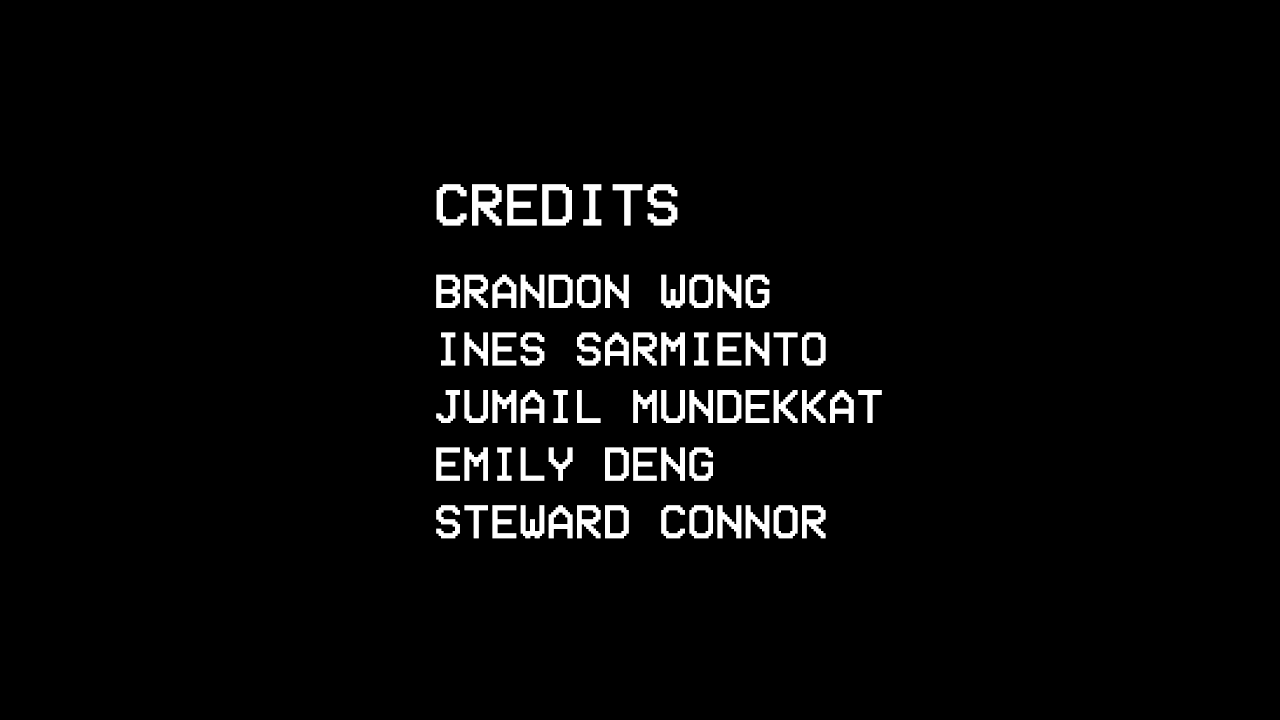 CREDITS
BRANDON WONG
INES SARMIENTO
JUMAIL MUNDEKKAT
EMILY DENG
STEWARD CONNOR